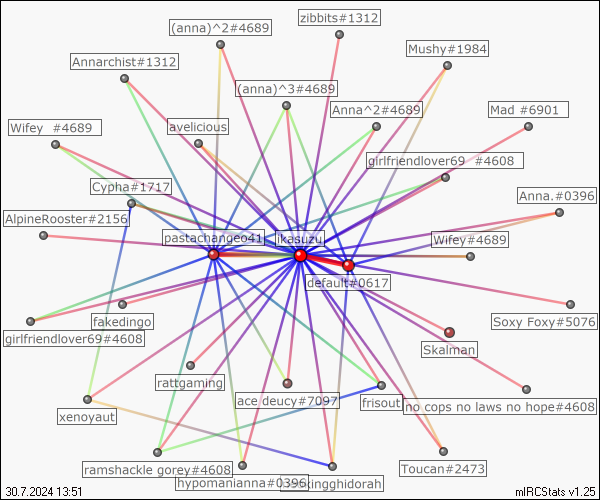 zibbits#1312
(anna)^2#4689
Mushy#1984
Annarchist#1312
(anna)^3#4689
Anna^2#4689
Mad  #6901
Wifey  #4689
avelicious
girlfriendlover69  #4608
Cypha#1717
Anna.#0396
AlpineRooster#2156
pastachangeo41
ikasuzu
Wifey#4689
default#0617
fakedingo
Soxy Foxy#5076
girlfriendlover69#4608
Skalman
rattgaming
ace deucy#7097
frisout
no cops no laws no hope#4608
xenoyaut
ramshackle gorey#4608
Toucan#2473
hypomanianna#0396
kingghidorah
30.7.2024 13:51
mIRCStats v1.25